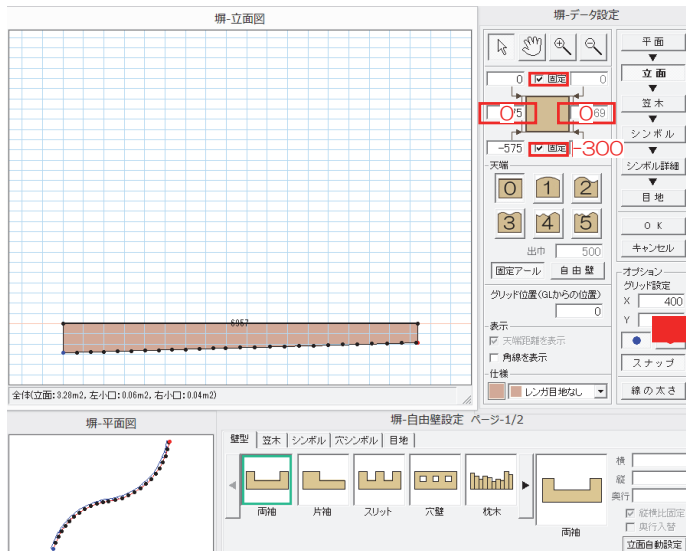 塀-立面図
6957
全体(立面:3.28m2, 左小口:0.06m2, 右小口:0.04m2)
塀-データ設定
0 固定 0
0 0 69
-575 固定 -300
天端
0 1 2
3 4 5
出巾 500
固定アール 自由壁
グリッド位置(GLからの位置)
0
表示
天端距離を表示
角線を表示
仕様
レンガ目地なし
平面
▼
立面
▼
笠木
▼
シンボル
▼
シンボル詳細
▼
目地
OK
キャンセル
オプション
グリッド設定
X 400
Y
スナップ
線の太さ
塀-平面図
塀-自由壁設定 ページ-1/2
壁型 笠木 シンボル 穴シンボル 目地
両袖 片袖 スリット 穴壁 枕木 両袖
横
縦
奥行
縦横比固定
奥行入替
立面自動設定